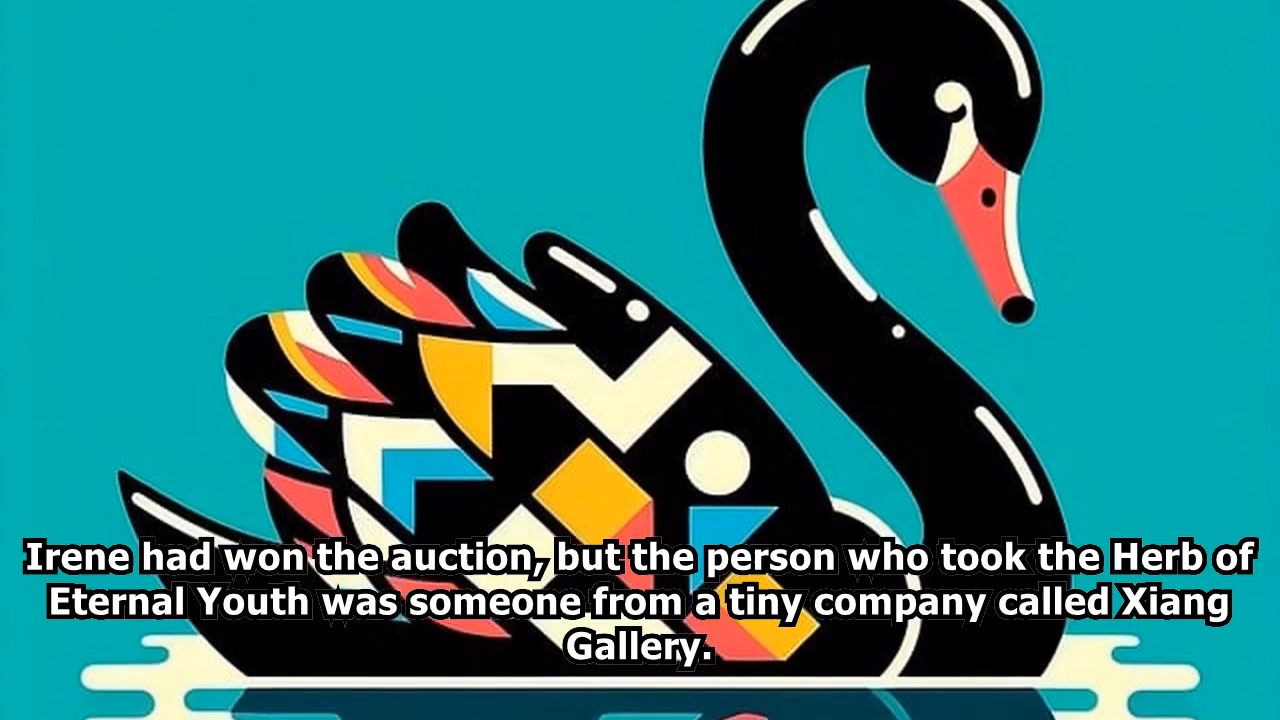 Irene had won the auction, but the person who took the Herb of
Eternal Youth was someone from a tiny company called Xiang
Gallery.